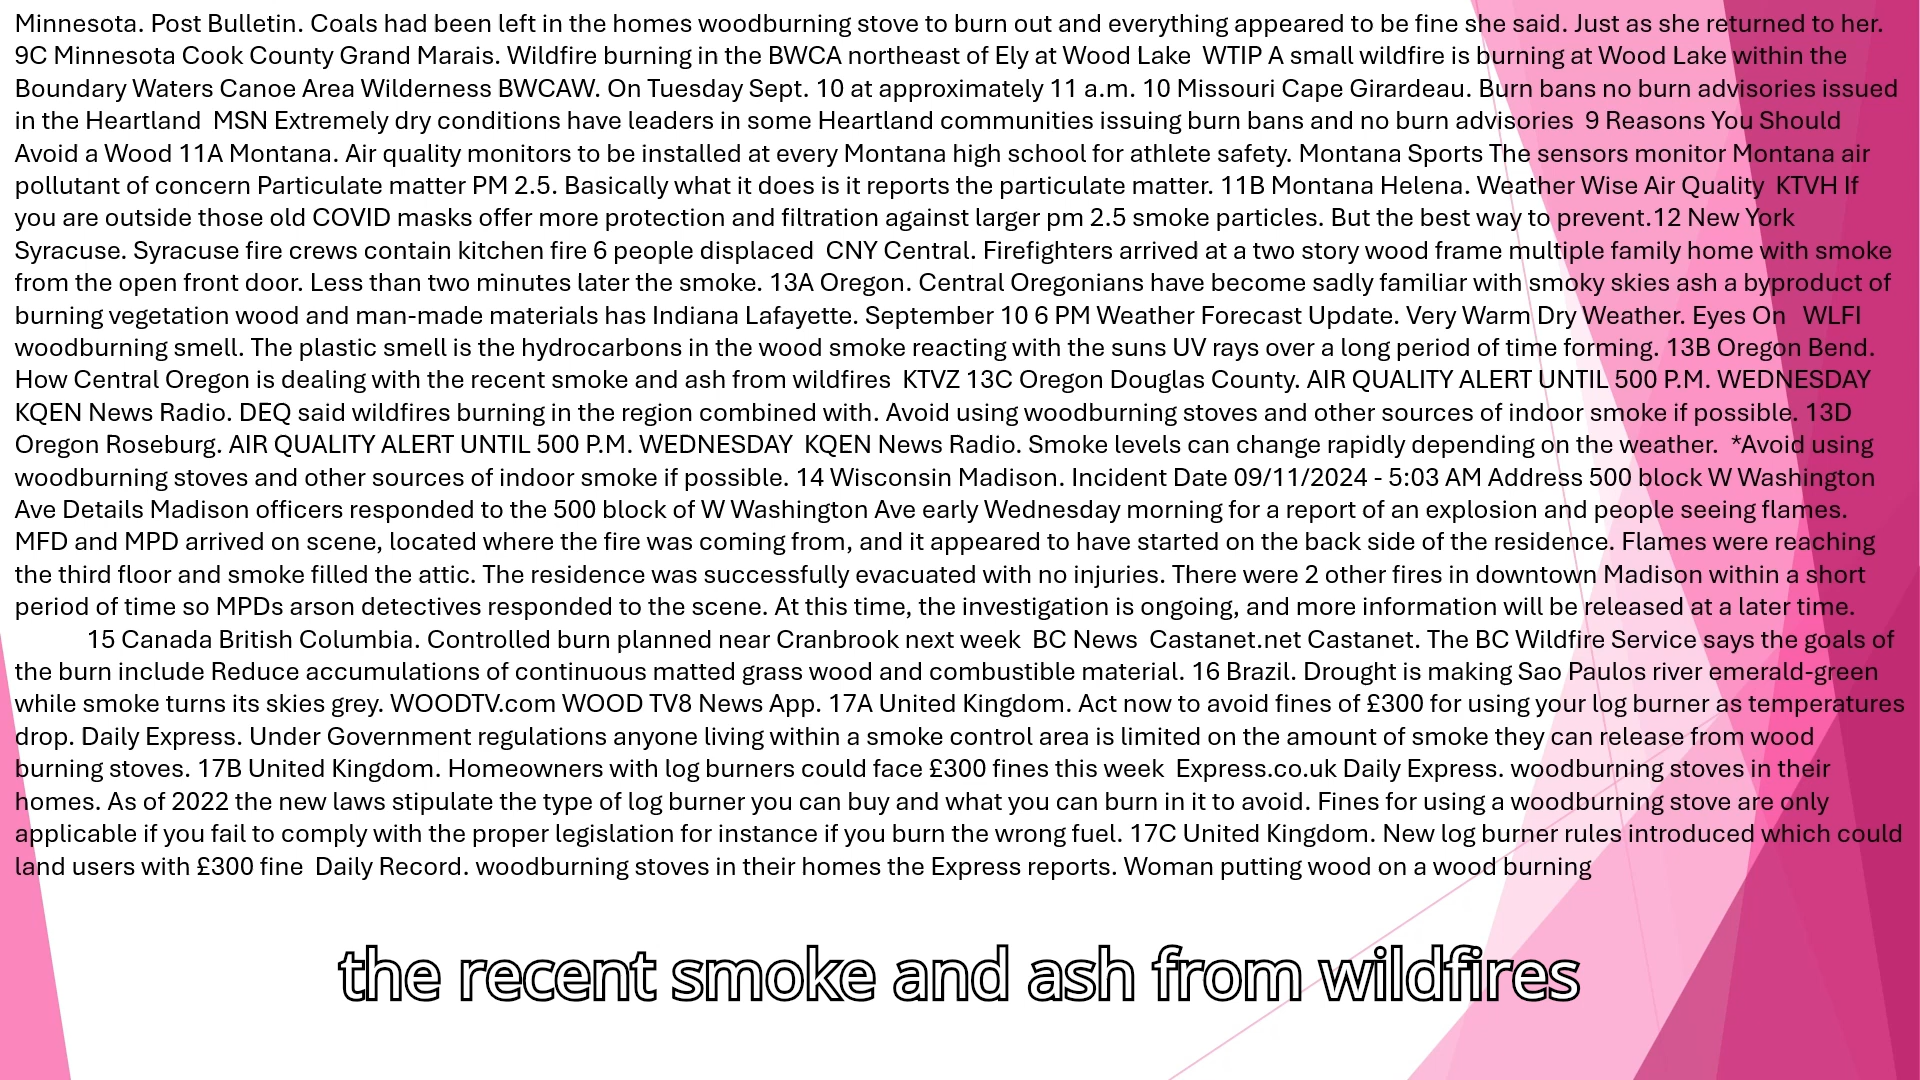 Minnesota. Post Bulletin. Coals had been left in the homes woodburning stove to burn out and everything appeared to be fine she said. Just as she returned to her.
9C Minnesota Cook County Grand Marais. Wildfire burning in the BWCA northeast of Ely at Wood Lake  WTIP A small wildfire is burning at Wood Lake within the
Boundary Waters Canoe Area Wilderness BWCAW. On Tuesday Sept. 10 at approximately 11 a.m. 10 Missouri Cape Girardeau. Burn bans no burn advisories issued
in the Heartland  MSN Extremely dry conditions have leaders in some Heartland communities issuing burn bans and no burn advisories  9 Reasons You Should
Avoid a Wood 11A Montana. Air quality monitors to be installed at every Montana high school for athlete safety. Montana Sports The sensors monitor Montana air
pollutant of concern Particulate matter PM 2.5. Basically what it does is it reports the particulate matter. 11B Montana Helena. Weather Wise Air Quality  KTVH If
you are outside those old COVID masks offer more protection and filtration against larger pm 2.5 smoke particles. But the best way to prevent.12 New York
Syracuse. Syracuse fire crews contain kitchen fire 6 people displaced  CNY Central. Firefighters arrived at a two story wood frame multiple family home with smoke
from the open front door. Less than two minutes later the smoke. 13A Oregon. Central Oregonians have become sadly familiar with smoky skies ash a byproduct of
burning vegetation wood and man-made materials has Indiana Lafayette. September 10 6 PM Weather Forecast Update. Very Warm Dry Weather. Eyes On   WLFI
woodburning smell. The plastic smell is the hydrocarbons in the wood smoke reacting with the suns UV rays over a long period of time forming. 13B Oregon Bend.
How Central Oregon is dealing with the recent smoke and ash from wildfires  KTVZ 13C Oregon Douglas County. AIR QUALITY ALERT UNTIL 500 P.M. WEDNESDAY
KQEN News Radio. DEQ said wildfires burning in the region combined with. Avoid using woodburning stoves and other sources of indoor smoke if possible. 13D
Oregon Roseburg. AIR QUALITY ALERT UNTIL 500 P.M. WEDNESDAY  KQEN News Radio. Smoke levels can change rapidly depending on the weather.  *Avoid using
woodburning stoves and other sources of indoor smoke if possible. 14 Wisconsin Madison. Incident Date 09/11/2024 - 5:03 AM Address 500 block W Washington
Ave Details Madison officers responded to the 500 block of W Washington Ave early Wednesday morning for a report of an explosion and people seeing flames.
MFD and MPD arrived on scene, located where the fire was coming from, and it appeared to have started on the back side of the residence. Flames were reaching
the third floor and smoke filled the attic. The residence was successfully evacuated with no injuries. There were 2 other fires in downtown Madison within a short
period of time so MPDs arson detectives responded to the scene. At this time, the investigation is ongoing, and more information will be released at a later time.
15 Canada British Columbia. Controlled burn planned near Cranbrook next week  BC News  Castanet.net Castanet. The BC Wildfire Service says the goals of
the burn include Reduce accumulations of continuous matted grass wood and combustible material. 16 Brazil. Drought is making Sao Paulos river emerald-green
while smoke turns its skies grey. WOODTV.com WOOD TV8 News App. 17A United Kingdom. Act now to avoid fines of £300 for using your log burner as temperatures
drop. Daily Express. Under Government regulations anyone living within a smoke control area is limited on the amount of smoke they can release from wood
burning stoves. 17B United Kingdom. Homeowners with log burners could face £300 fines this week  Express.co.uk Daily Express. woodburning stoves in their
homes. As of 2022 the new laws stipulate the type of log burner you can buy and what you can burn in it to avoid. Fines for using a woodburning stove are only
applicable if you fail to comply with the proper legislation for instance if you burn the wrong fuel. 17C United Kingdom. New log burner rules introduced which could
land users with £300 fine  Daily Record. woodburning stoves in their homes the Express reports. Woman putting wood on a wood burning
the recent smoke and ash from wildfires